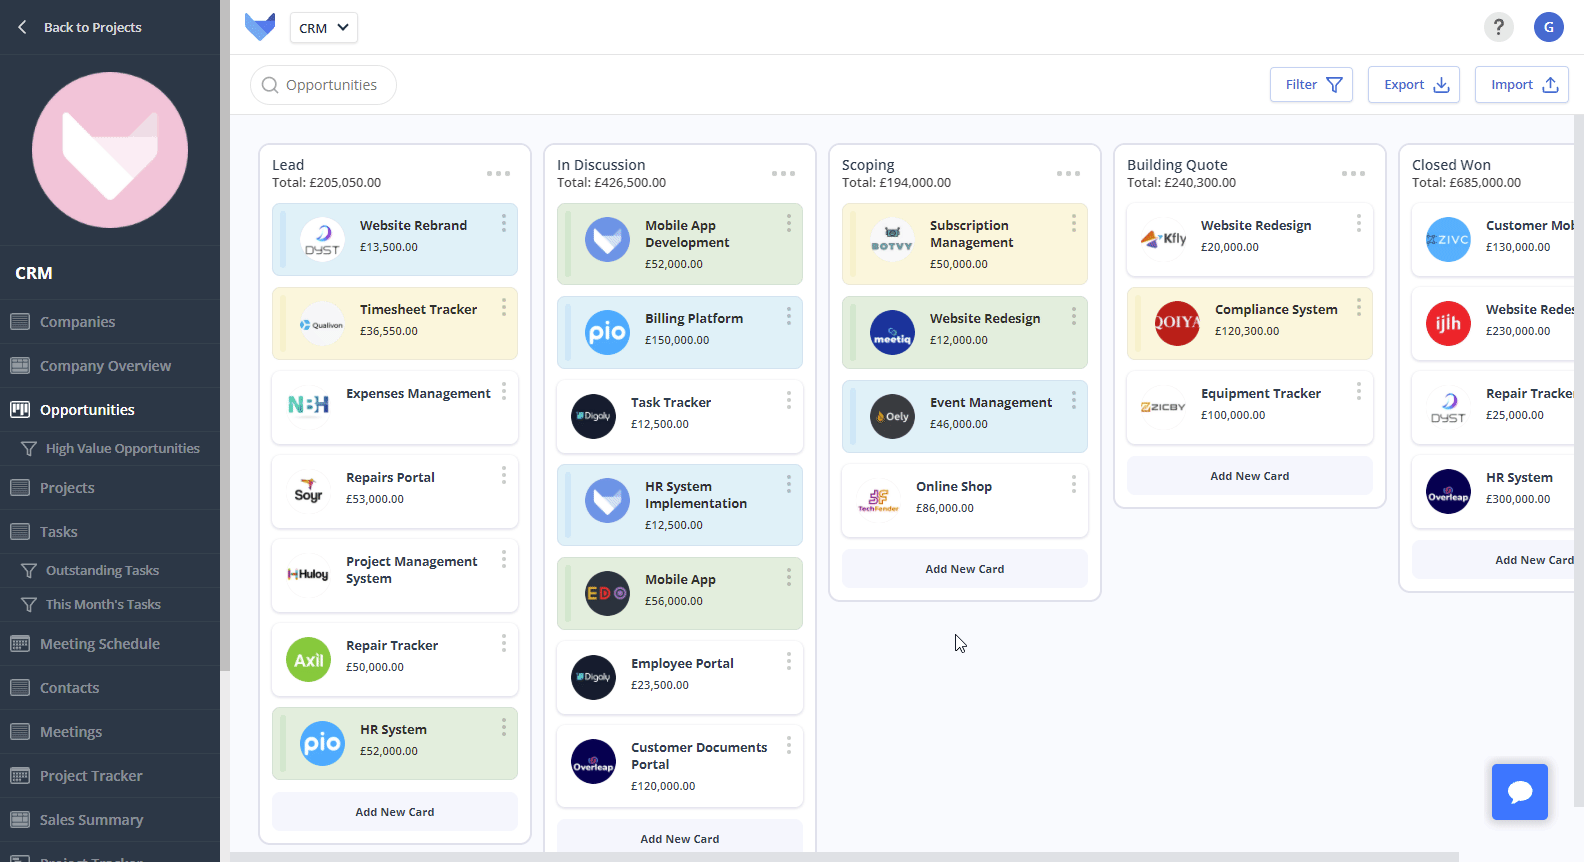 Back to Projects
CRM
Companies
Company Overview
Opportunities
High Value Opportunities
Projects
Tasks
Outstanding Tasks
This Month's Tasks
Meeting Schedule
Contacts
Meetings
Project Tracker
Sales Summary
Project Tracker
CRM
?
G
Opportunities
Filter
Export
Import
Lead
Total: £205,050.00
DYST
Website Rebrand
£13,500.00
Qualivon
Timesheet Tracker
£36,550.00
NBH
Expenses Management
Soyr
Repairs Portal
£53,000.00
Huloy
Project Management
System
Axil
Repair Tracker
£50,000.00
pio
HR System
£52,000.00
Add New Card
In Discussion
Total: £426,500.00
Mobile App
Development
£52,000.00
pio
Billing Platform
£150,000.00
Digaly
Task Tracker
£12,500.00
HR System
Implementation
£12,500.00
EDO
Mobile App
£56,000.00
Digaly
Employee Portal
£23,500.00
Overleap
Customer Documents
Portal
£120,000.00
Add New Card
Scoping
Total: £194,000.00
BOTVY
Subscription
Management
£50,000.00
meetiq
Website Redesign
£12,000.00
Oely
Event Management
£46,000.00
TechFender
Online Shop
£86,000.00
Add New Card
Building Quote
Total: £240,300.00
Kfly
Website Redesign
£20,000.00
QOIYA
Compliance System
£120,300.00
ZICBY
Equipment Tracker
£100,000.00
Add New Card
Closed Won
Total: £685,000.00
ZIVC
Customer Mob
£130,000.00
ijih
Website Redes
£230,000.00
DYST
Repair Tracke
£25,000.00
Overleap
HR System
£300,000.00
Add New Card